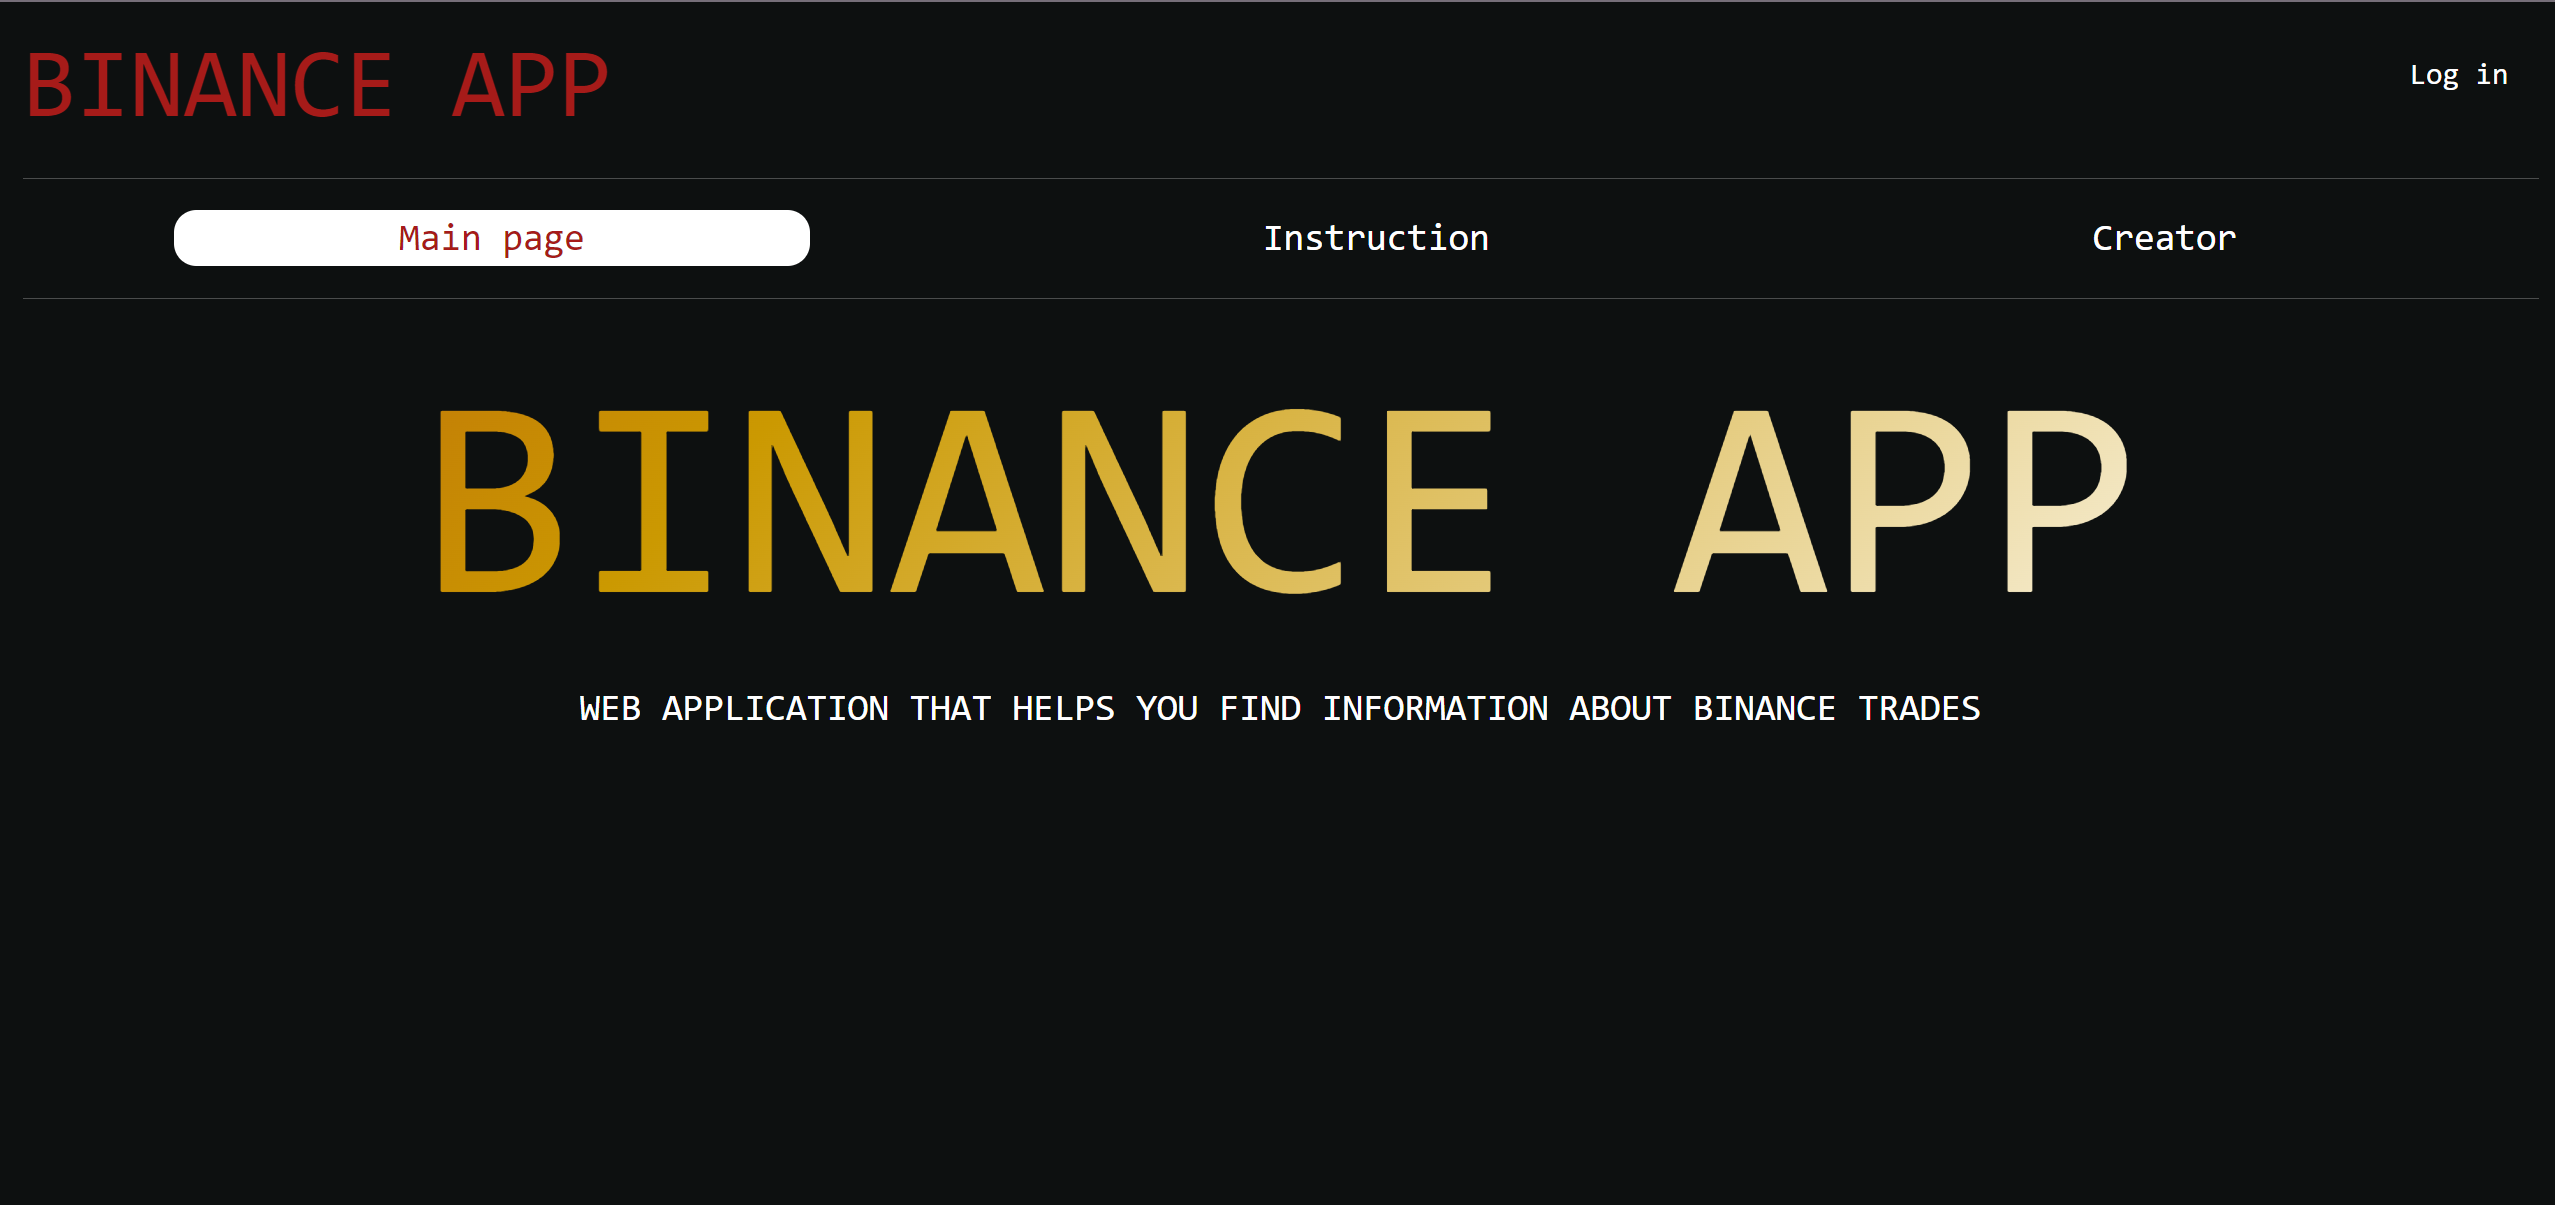 BINANCE APP
Log in
Main page
Instruction
Creator
BINANCE APP
WEB APPLICATION THAT HELPS YOU FIND INFORMATION ABOUT BINANCE TRADES